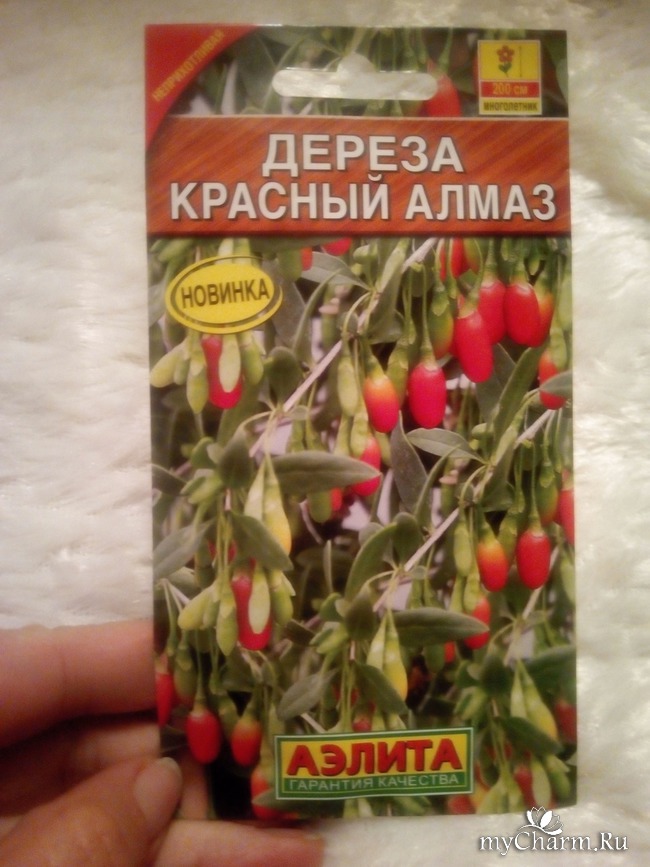 НЕПРИХОТЛИВАЯ
200 см
многолетник
ДЕРЕЗА
КРАСНЫЙ АЛМАЗ
НОВИНКА
АЭЛИТА
ГАРАНТИЯ КАЧЕСТВА
myCharm.Ru